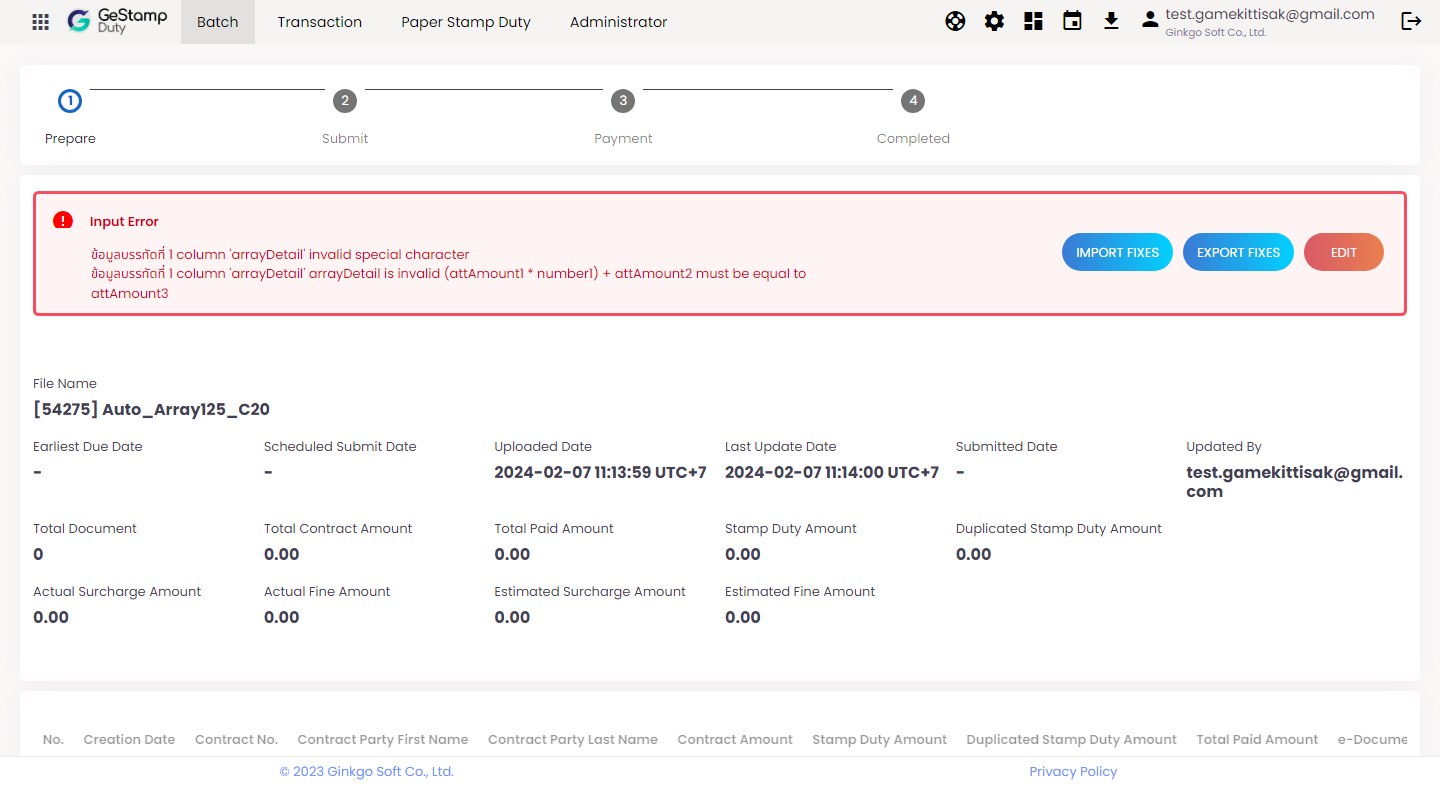 GeStamp
Duty
Batch
Transaction
Paper Stamp Duty
Administrator
test.gamekittisak@gmail.com
Ginkgo Soft Co., Ltd.
1
2
3
4
Prepare
Submit
Payment
Completed
Input Error
ข้อมูลบรรทัดที่ 1 column 'arrayDetail' invalid special character
ข้อมูลบรรทัดที่ 1 column 'arrayDetail' arrayDetail is invalid (attAmount1 * number1) + attAmount2 must be equal to
attAmount3
IMPORT FIXES
EXPORT FIXES
EDIT
File Name
[54275] Auto_Array125_C20
Earliest Due Date
Scheduled Submit Date
Uploaded Date
Last Update Date
Submitted Date
Updated By
-
-
2024-02-07 11:13:59 UTC+7
2024-02-07 11:14:00 UTC+7
-
test.gamekittisak@gmail.
com
Total Document
Total Contract Amount
Total Paid Amount
Stamp Duty Amount
Duplicated Stamp Duty Amount
0
0.00
0.00
0.00
0.00
Actual Surcharge Amount
Actual Fine Amount
Estimated Surcharge Amount
Estimated Fine Amount
0.00
0.00
0.00
0.00
No.
Creation Date
Contract No.
Contract Party First Name
Contract Party Last Name
Contract Amount
Stamp Duty Amount
Duplicated Stamp Duty Amount
Total Paid Amount
e-Docume
© 2023 Ginkgo Soft Co., Ltd.
Privacy Policy